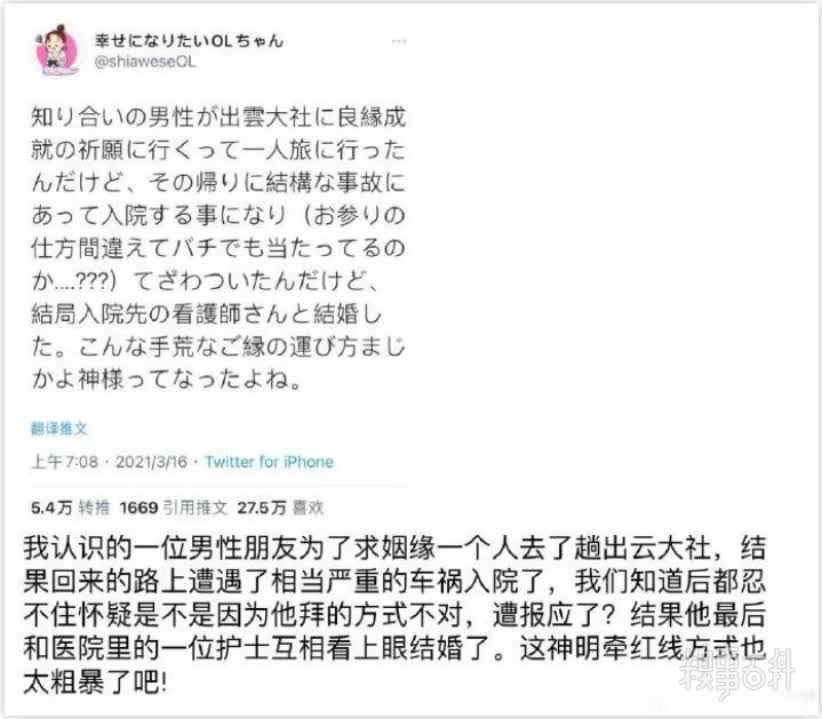 幸せになりたいOLちゃん
@shiaweseOL
知り合いの男性が出雲大社に良縁成
就の祈願に行くって一人旅に行った
んだけど、その帰りに結構な事故に
あって入院する事になり（お参りの
仕方間違えてバチでも当たってるの
か....???）てざわついたんだけど、
結局入院先の看護師さんと結婚し
た。こんな手荒なご縁の運び方まじ
かよ神様ってなったよね。
翻译推文
上午7:08 · 2021/3/16 · Twitter for iPhone
5.4万 转推 1669 引用推文 27.5万 喜欢
我认识的一位男性朋友为了求姻缘一个人去了趟出云大社，结
果回来的路上遭遇了相当严重的车祸入院了，我们知道后都忍
不住怀疑是不是因为他拜的方式不对，遭报应了？结果他最后
和医院里的一位护士互相看上眼结婚了。这神明牵红线方式也
太粗暴了吧!
糗事百科